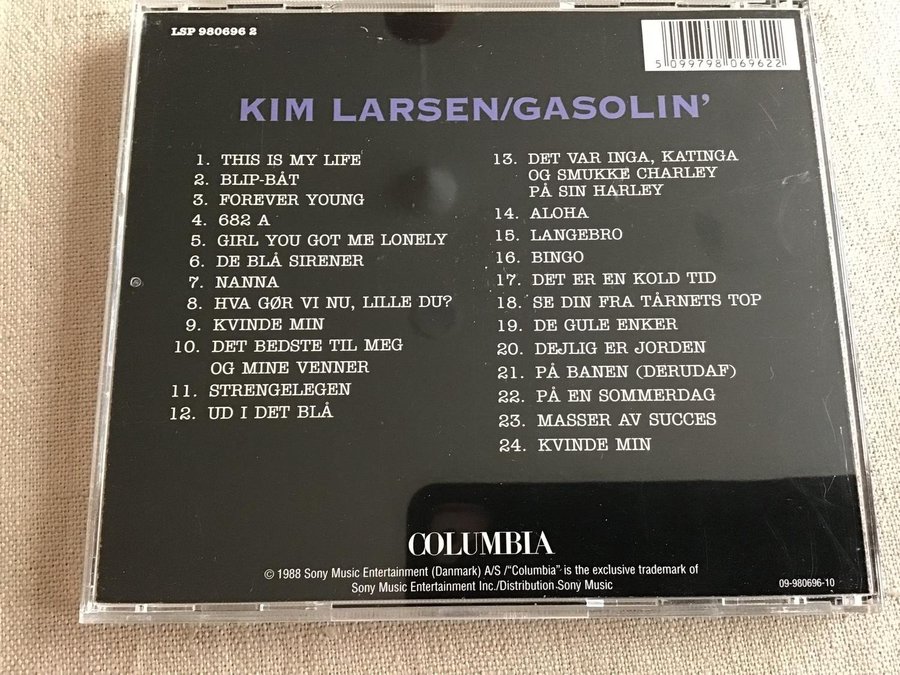 LSP 980696 2
5 099798 069622
KIM LARSEN/GASOLIN'
1. THIS IS MY LIFE
2. BLIP-BÅT
3. FOREVER YOUNG
4. 682 A
5. GIRL YOU GOT ME LONELY
6. DE BLÅ SIRENER
7. NANNA
8. HVA GØR VI NU, LILLE DU?
9. KVINDE MIN
10. DET BEDSTE TIL MEG
OG MINE VENNER
11. STRENGELEGEN
12. UD I DET BLÅ
13. DET VAR INGA, KATINGA
OG SMUKKE CHARLEY
PÅ SIN HARLEY
14. ALOHA
15. LANGEBRO
16. BINGO
17. DET ER EN KOLD TID
18. SE DIN FRA TÅRNETS TOP
19. DE GULE ENKER
20. DEJLIG ER JORDEN
21. PÅ BANEN (DERUDAF)
22. PÅ EN SOMMERDAG
23. MASSER AV SUCCES
24. KVINDE MIN
COLUMBIA
© 1988 Sony Music Entertainment (Danmark) A/S /"Columbia" is the exclusive trademark of
Sony Music Entertainment Inc./Distribution Sony Music
09-980696-10